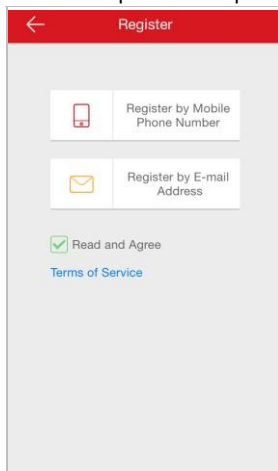 Register
Register by Mobile
Phone Number
Register by E-mail
Address
Read and Agree
Terms of Service